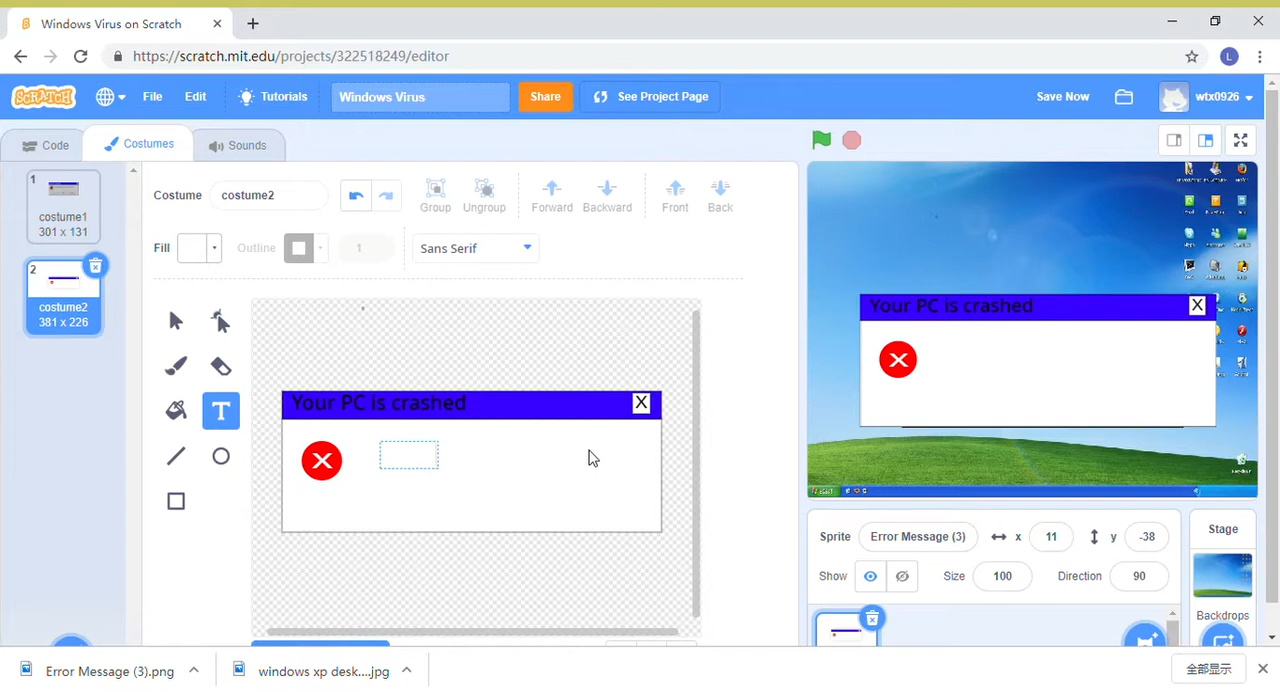 Windows Virus on Scratch
https://scratch.mit.edu/projects/322518249/editor
L
SCRATCH
File
Edit
Tutorials
Windows Virus
Share
See Project Page
Save Now
wtx0926
Code
Costumes
Sounds
1
costume1
301 x 131
2
costume2
381 x 226
Costume
costume2
Group
Ungroup
Forward
Backward
Front
Back
Fill
Outline
1
Sans Serif
T
Your PC is crashed
X
Your PC is crashed
X
Sprite
Error Message (3)
x
11
y
-38
Show
Size
100
Direction
90
Stage
Backdrops
Error Message (3).png
windows xp desk....jpg
全部显示